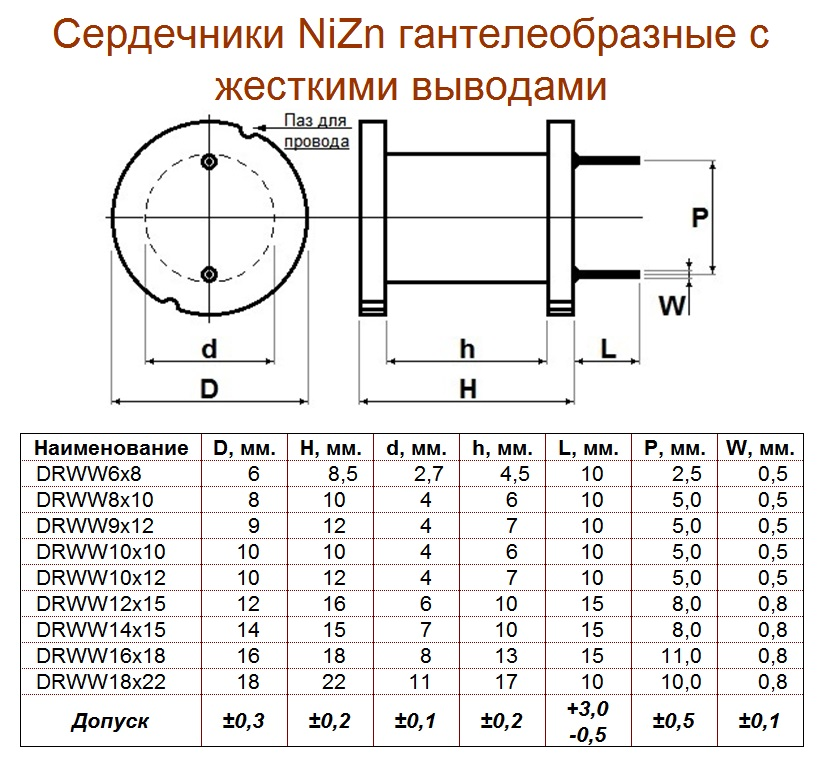 Сердечники NiZn гантелеобразные с
жесткими выводами
Паз для
провода
P
W
d
h
L
D
H
Наименование D, мм. H, мм. d, мм. h, мм. L, мм. P, мм. W, мм.
DRWW6x8 6 8,5 2,7 4,5 10 2,5 0,5
DRWW8x10 8 10 4 6 10 5,0 0,5
DRWW9x12 9 12 4 7 10 5,0 0,5
DRWW10x10 10 10 4 6 10 5,0 0,5
DRWW10x12 10 12 4 7 10 5,0 0,5
DRWW12x15 12 16 6 10 15 8,0 0,8
DRWW14x15 14 15 7 10 15 8,0 0,8
DRWW16x18 16 18 8 13 15 11,0 0,8
DRWW18x22 18 22 11 17 10 10,0 0,8
Допуск ±0,3 ±0,2 ±0,1 ±0,2 +3,0 ±0,5 ±0,1
-0,5